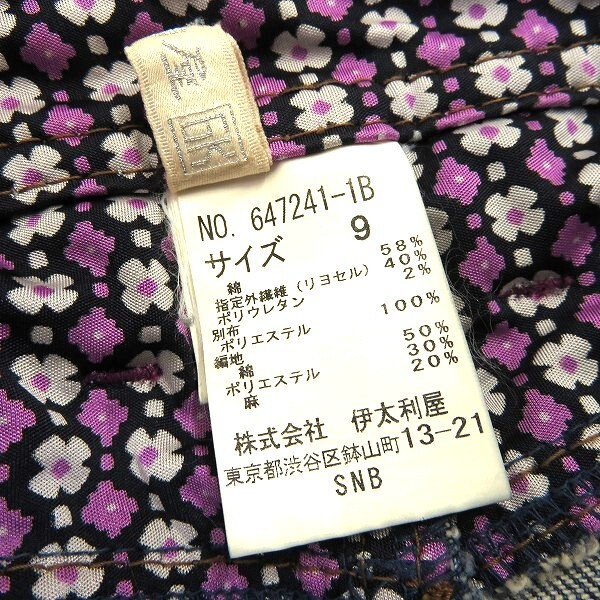 GK
NO. 647241-1B
サイズ 9
綿 58%
指定外繊維(リヨセル) 40%
ポリウレタン 2%
別布
ポリエステル 100%
編地
綿 50%
ポリエステル 30%
麻 20%
株式会社 伊太利屋
東京都渋谷区鉢山町13-21
SNB